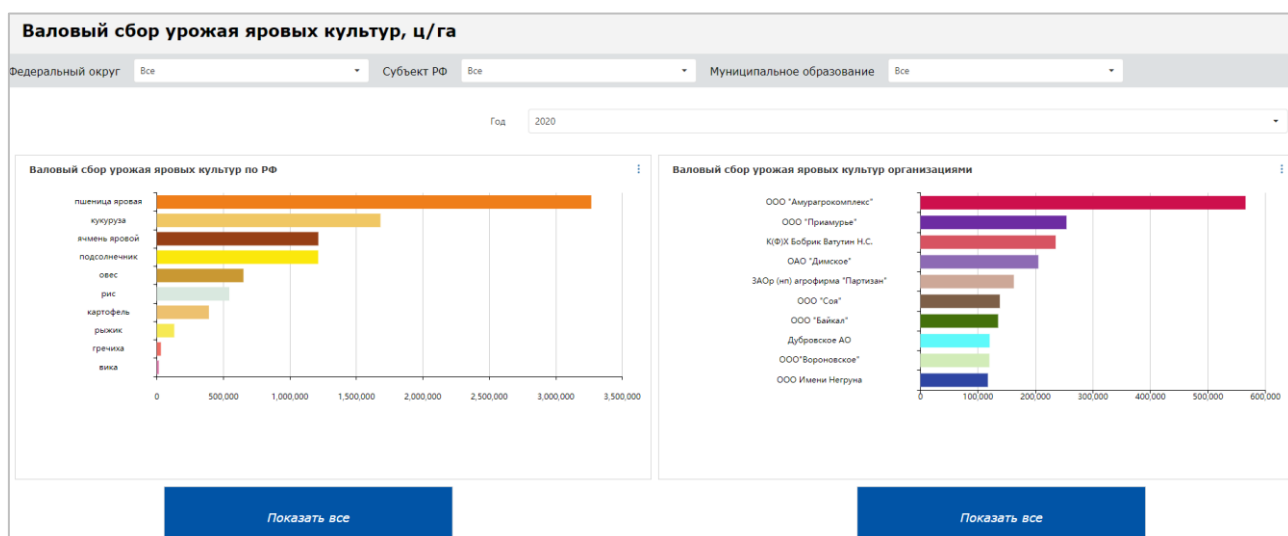 Валовый сбор урожая яровых культур, ц/га
Федеральный округ Все Субъект РФ Все Муниципальное образование Все
Год 2020
Валовый сбор урожая яровых культур по РФ
пшеница яровая
кукуруза
ячмень яровой
подсолнечник
овес
рис
картофель
рыжик
гречиха
вика
0 500,000 1,000,000 1,500,000 2,000,000 2,500,000 3,000,000 3,500,000
Валовый сбор урожая яровых культур организациями
ООО "Амурагрокомплекс"
ООО "Приамурье"
К(Ф)Х Бобрик Ватутин Н.С.
ОАО "Димское"
ЗАОр (нп) агрофирма "Партизан"
ООО "Соя"
ООО "Байкал"
Дубровское АО
ООО"Вороновское"
ООО Имени Негруна
0 100,000 200,000 300,000 400,000 500,000 600,000
Показать все
Показать все